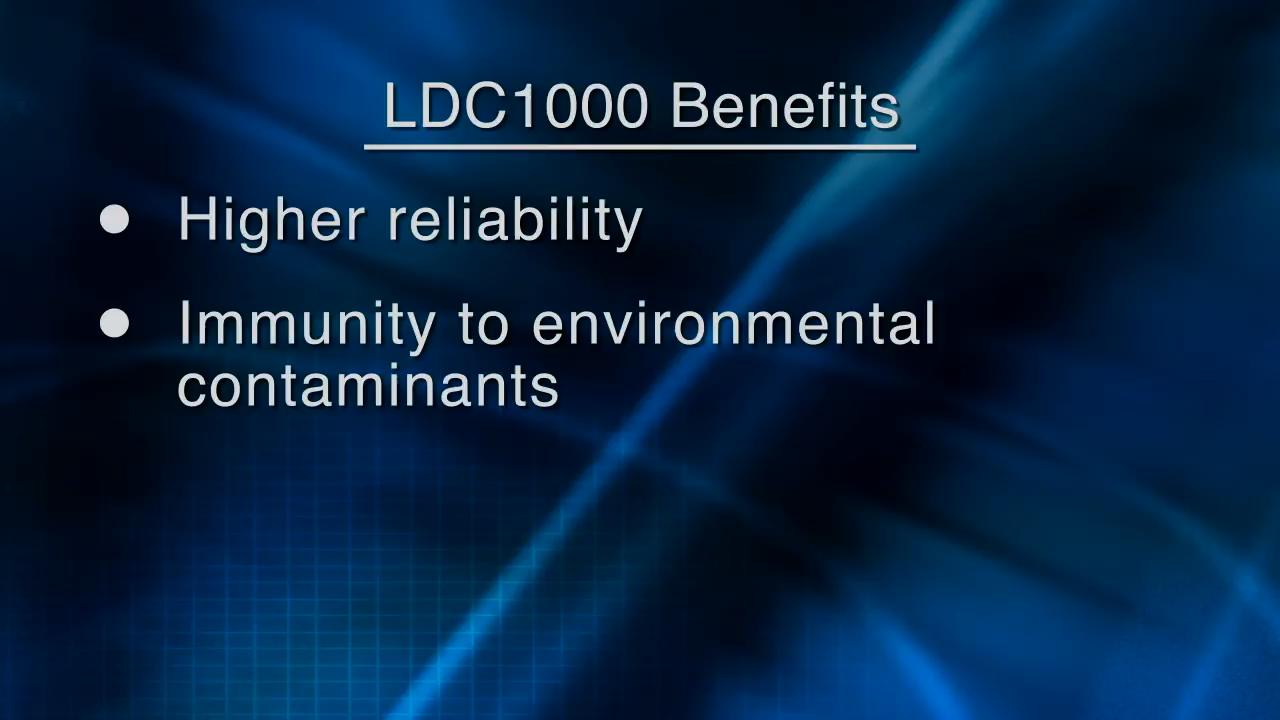 LDC1000 Benefits
● Higher reliability
● Immunity to environmental
contaminants